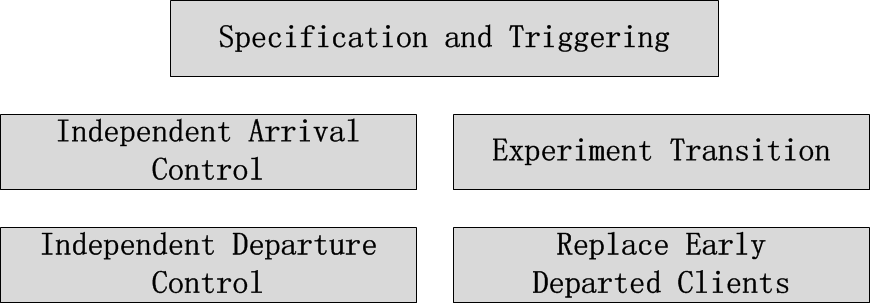 Specification and Triggering
Independent Arrival
Control
Experiment Transition
Independent Departure
Control
Replace Early
Departed Clients